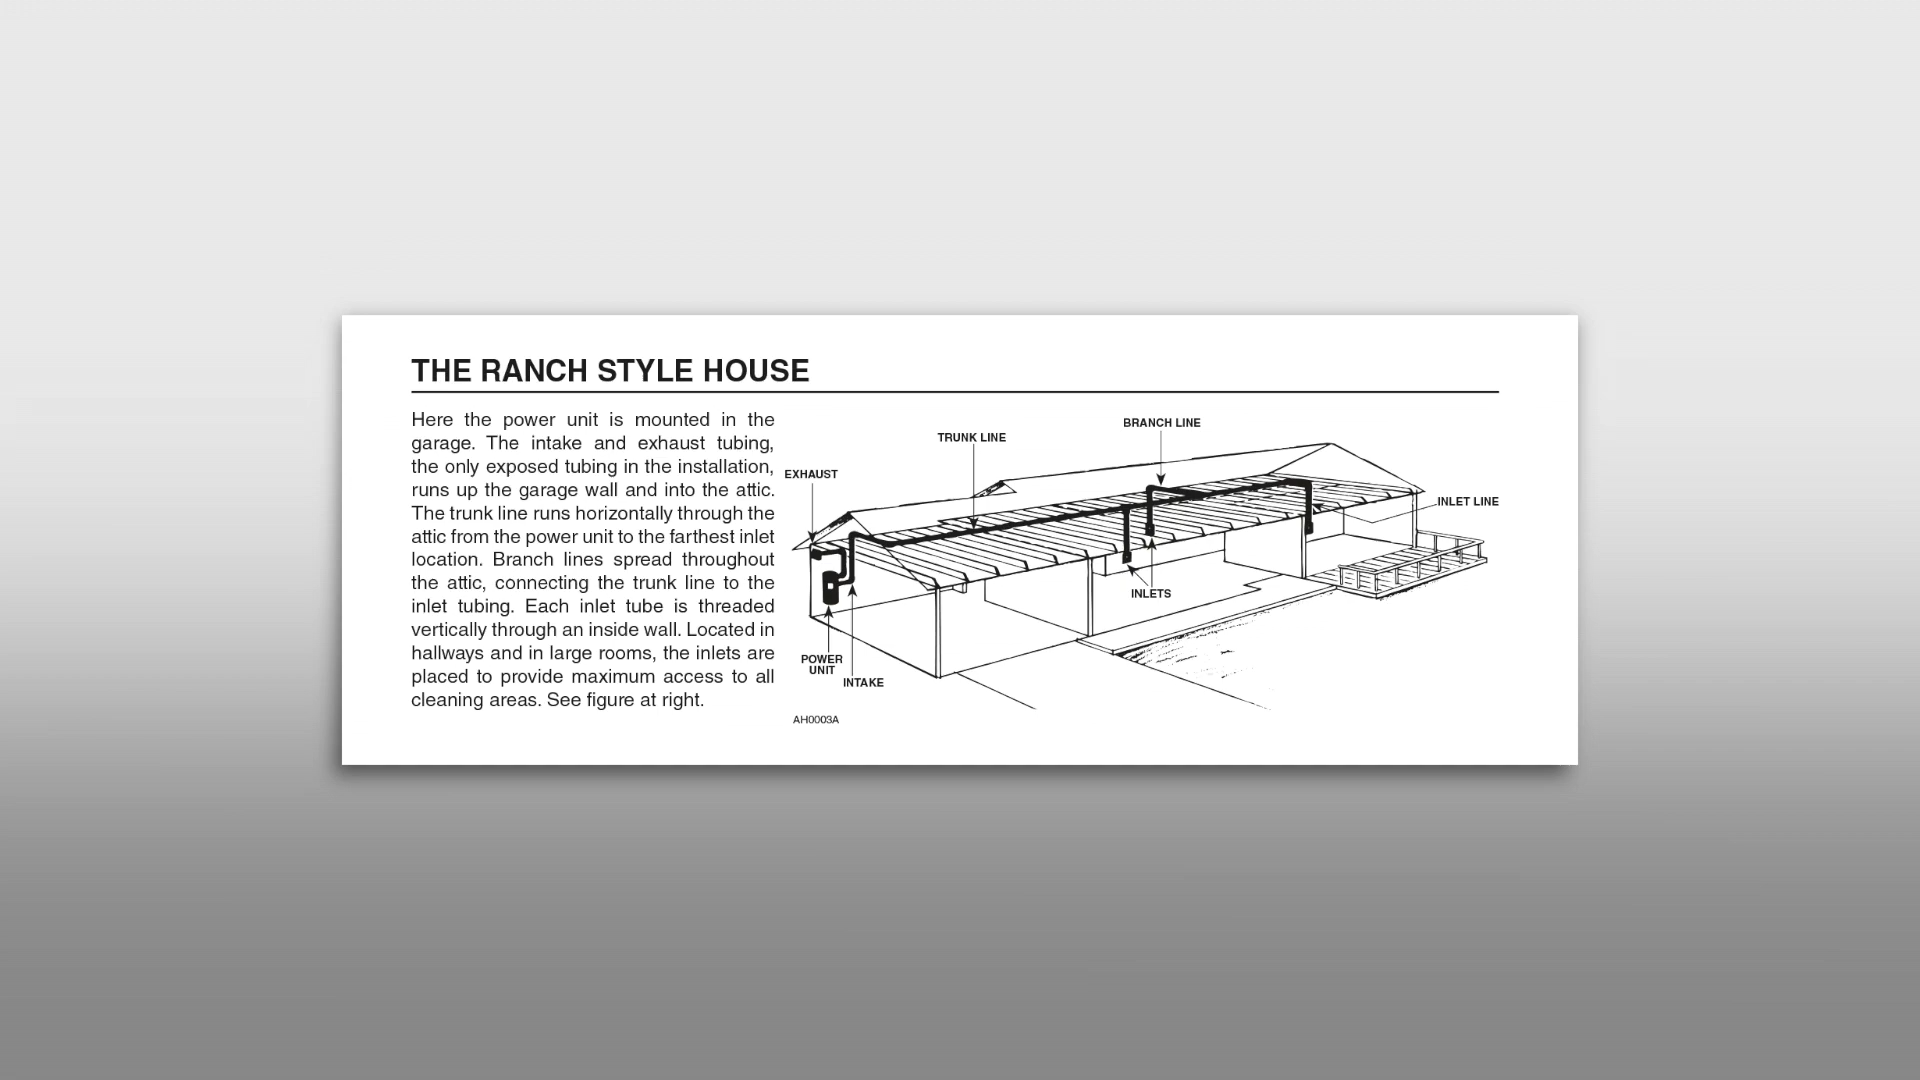 THE RANCH STYLE HOUSE
Here the power unit is mounted in the
garage. The intake and exhaust tubing,
the only exposed tubing in the installation,
runs up the garage wall and into the attic.
The trunk line runs horizontally through the
attic from the power unit to the farthest inlet
location. Branch lines spread throughout
the attic, connecting the trunk line to the
inlet tubing. Each inlet tube is threaded
vertically through an inside wall. Located in
hallways and in large rooms, the inlets are
placed to provide maximum access to all
cleaning areas. See figure at right.
BRANCH LINE
TRUNK LINE
EXHAUST
INLET LINE
INLETS
POWER
UNIT
INTAKE
AH0003A